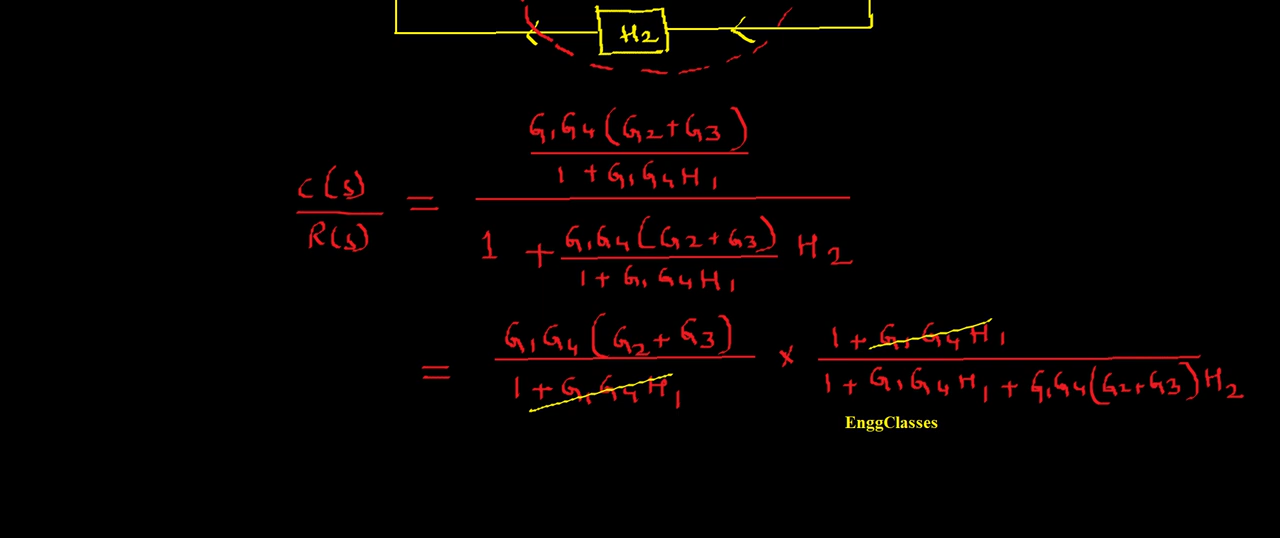 H2
C(s)/R(s) = (G1G4(G2+G3)/(1+G1G4H1)) / (1 + (G1G4(G2+G3)/(1+G1G4H1)) H2)
= G1G4(G2+G3)/(1+G1G4H1) × (1+G1G4H1)/(1+G1G4H1+G1G4(G2+G3)H2)
EnggClasses